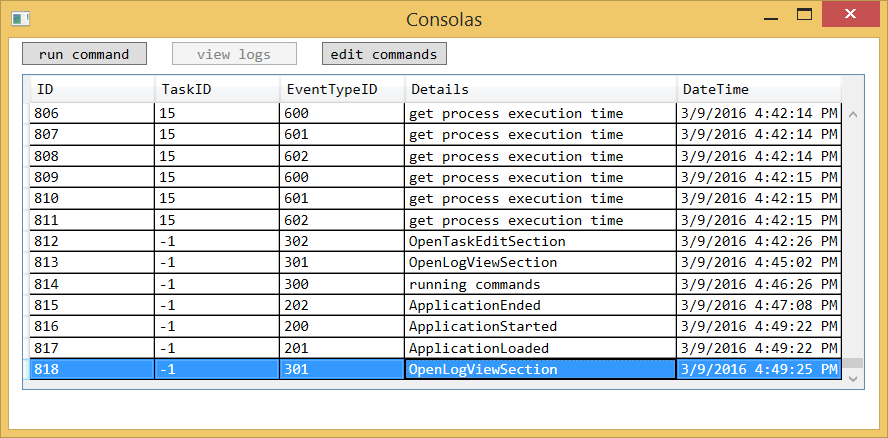 Consolas
run command view logs edit commands
ID TaskID EventTypeID Details DateTime
806 15 600 get process execution time 3/9/2016 4:42:14 PM
807 15 601 get process execution time 3/9/2016 4:42:14 PM
808 15 602 get process execution time 3/9/2016 4:42:14 PM
809 15 600 get process execution time 3/9/2016 4:42:15 PM
810 15 601 get process execution time 3/9/2016 4:42:15 PM
811 15 602 get process execution time 3/9/2016 4:42:15 PM
812 -1 302 OpenTaskEditSection 3/9/2016 4:42:26 PM
813 -1 301 OpenLogViewSection 3/9/2016 4:45:02 PM
814 -1 300 running commands 3/9/2016 4:46:26 PM
815 -1 202 ApplicationEnded 3/9/2016 4:47:08 PM
816 -1 200 ApplicationStarted 3/9/2016 4:49:22 PM
817 -1 201 ApplicationLoaded 3/9/2016 4:49:22 PM
818 -1 301 OpenLogViewSection 3/9/2016 4:49:25 PM